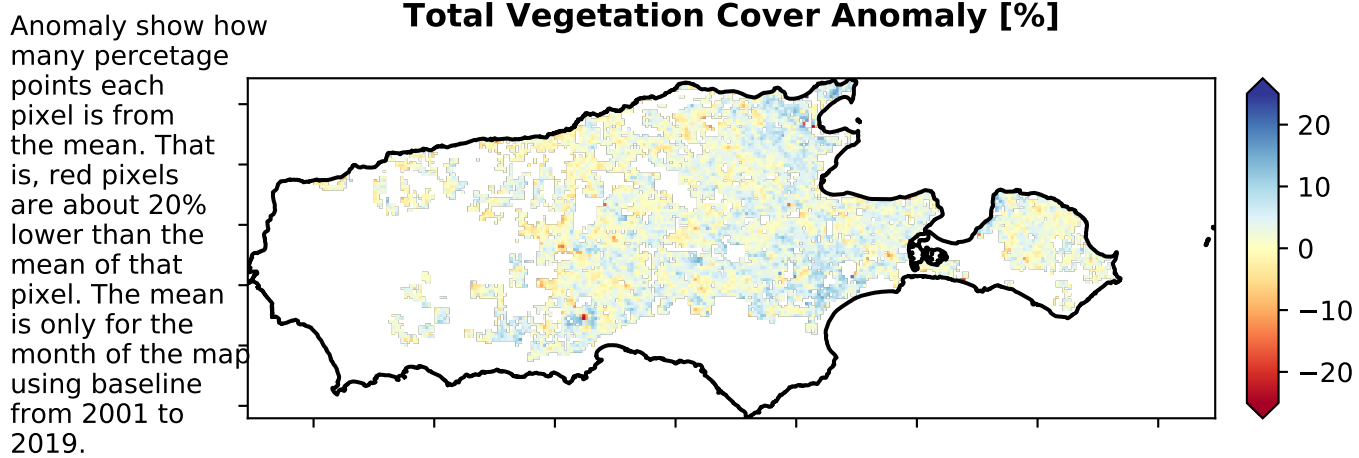 Total Vegetation Cover Anomaly [%]
Anomaly show how
many percetage
points each
pixel is from
the mean. That
is, red pixels
are about 20%
lower than the
mean of that
pixel. The mean
is only for the
month of the map
using baseline
from 2001 to
2019.
20
10
0
−10
−20